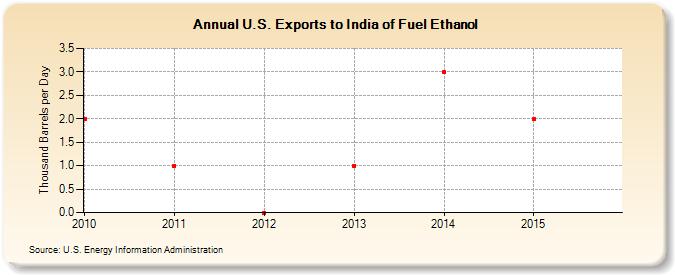 Annual U.S. Exports to India of Fuel Ethanol
Thousand Barrels per Day
3.5
3.0
2.5
2.0
1.5
1.0
0.5
0.0
2010 2011 2012 2013 2014 2015
Source: U.S. Energy Information Administration